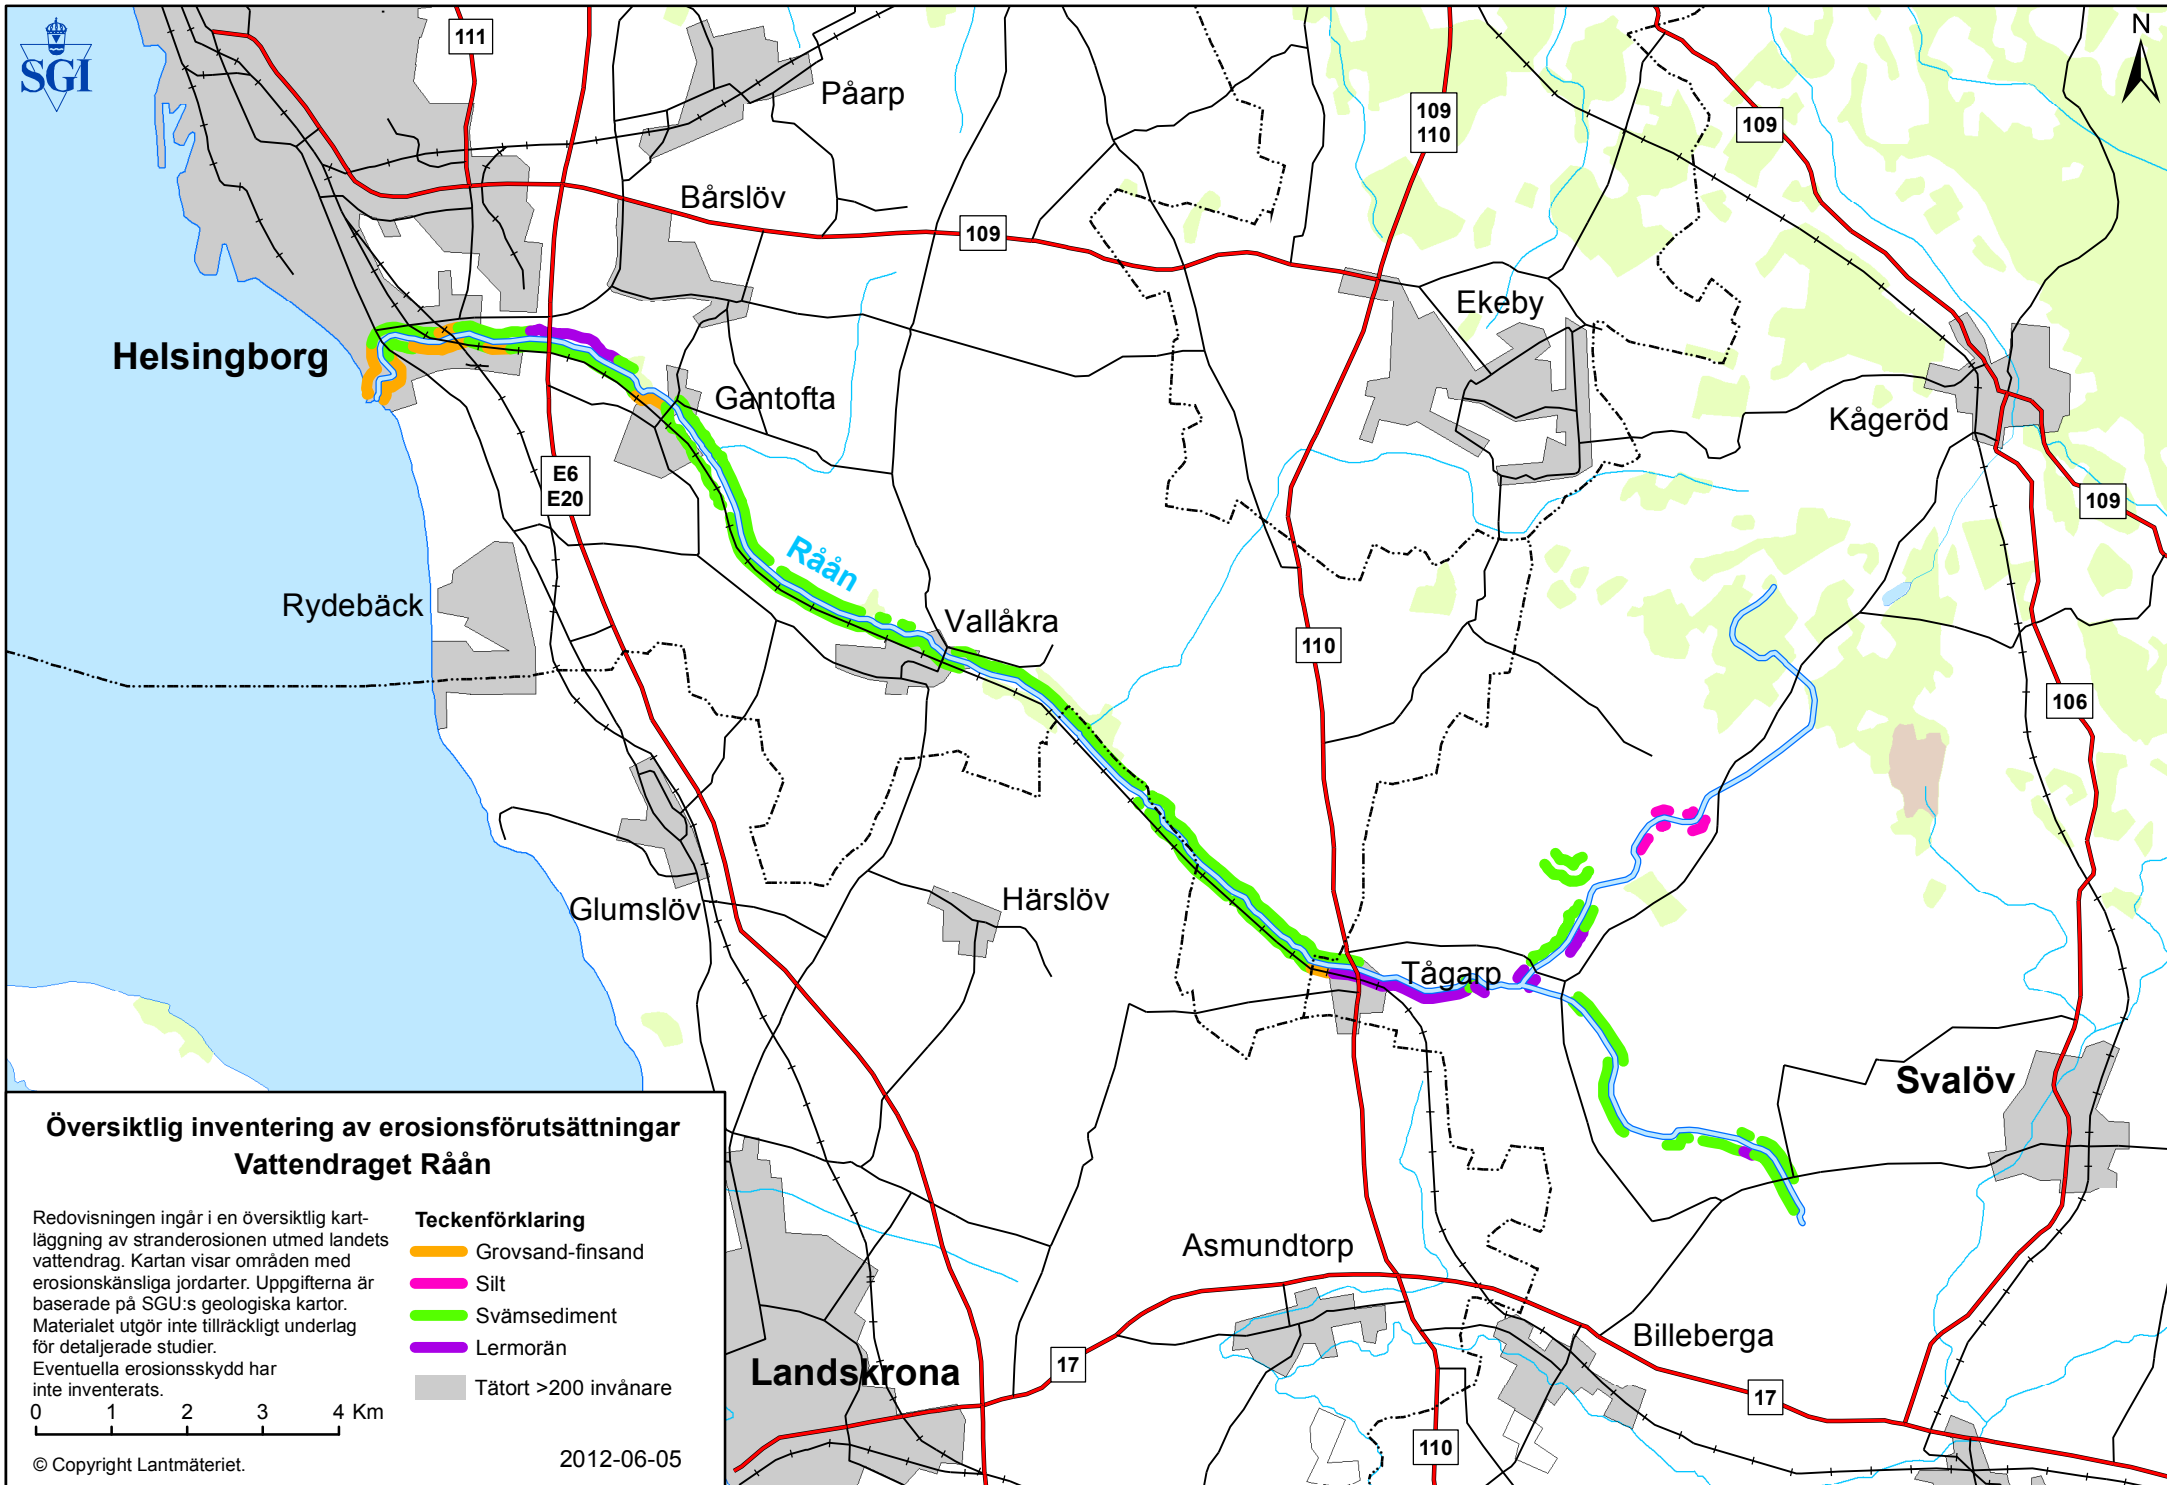 SGI
N
111
Påarp
109
110
109
Bårslöv
109
Ekeby
Helsingborg
Gantofta
Kågeröd
E6
E20
109
Råån
Rydebäck
Vallåkra
110
106
Glumslöv
Härslöv
Tågarp
Svalöv
Asmundtorp
Billeberga
Landskrona
17
17
110
Översiktlig inventering av erosionsförutsättningar
Vattendraget Råån
Redovisningen ingår i en översiktlig kart-
läggning av stranderosionen utmed landets
vattendrag. Kartan visar områden med
erosionskänsliga jordarter. Uppgifterna är
baserade på SGU:s geologiska kartor.
Materialet utgör inte tillräckligt underlag
för detaljerade studier.
Eventuella erosionsskydd har
inte inventerats.
Teckenförklaring
Grovsand-finsand
Silt
Svämsediment
Lermorän
Tätort >200 invånare
0 1 2 3 4 Km
© Copyright Lantmäteriet.
2012-06-05